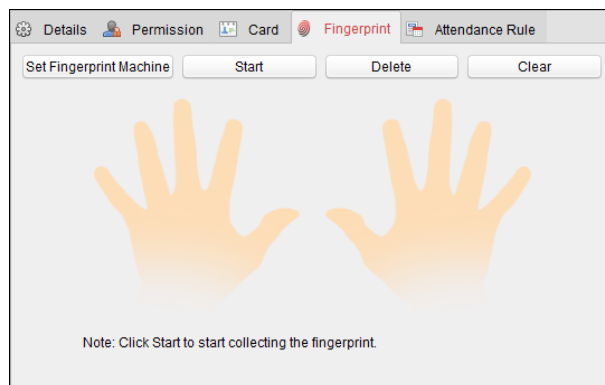 Details Permission Card Fingerprint Attendance Rule
Set Fingerprint Machine Start Delete Clear
Note: Click Start to start collecting the fingerprint.